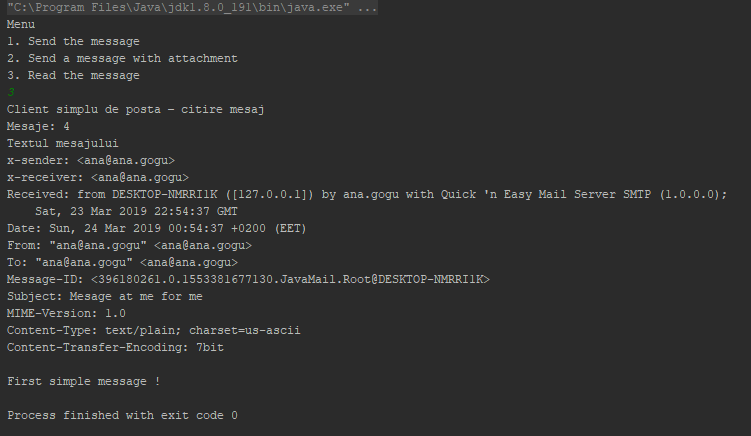 "C:\Program Files\Java\jdk1.8.0_191\bin\java.exe" ...
Menu
1. Send the message
2. Send a message with attachment
3. Read the message
3
Client simplu de posta - citire mesaj
Mesaje: 4
Textul mesajului
x-sender: <ana@ana.gogu>
x-receiver: <ana@ana.gogu>
Received: from DESKTOP-NMRRI1K ([127.0.0.1]) by ana.gogu with Quick 'n Easy Mail Server SMTP (1.0.0.0);
Sat, 23 Mar 2019 22:54:37 GMT
Date: Sun, 24 Mar 2019 00:54:37 +0200 (EET)
From: "ana@ana.gogu" <ana@ana.gogu>
To: "ana@ana.gogu" <ana@ana.gogu>
Message-ID: <396180261.0.1553381677130.JavaMail.Root@DESKTOP-NMRRI1K>
Subject: Mesage at me for me
MIME-Version: 1.0
Content-Type: text/plain; charset=us-ascii
Content-Transfer-Encoding: 7bit
First simple message !
Process finished with exit code 0